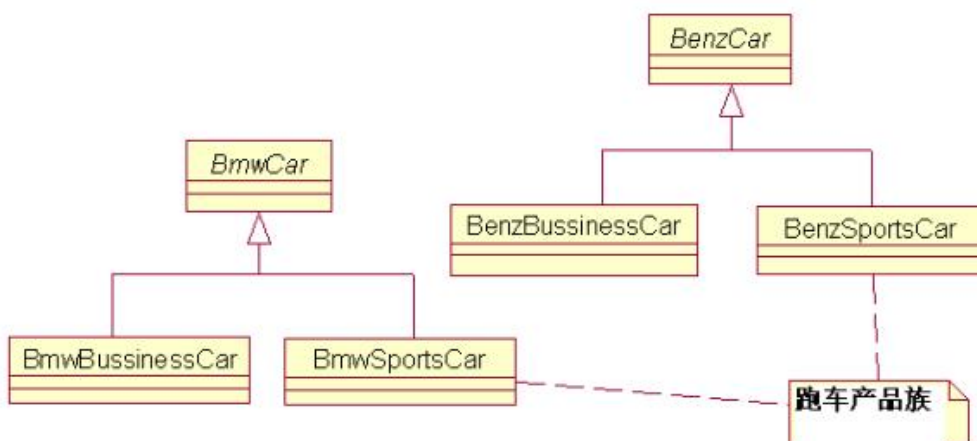 BenzCar
BmwCar
BenzBussinessCar
BenzSportsCar
BmwBussinessCar
BmwSportsCar
跑车产品族